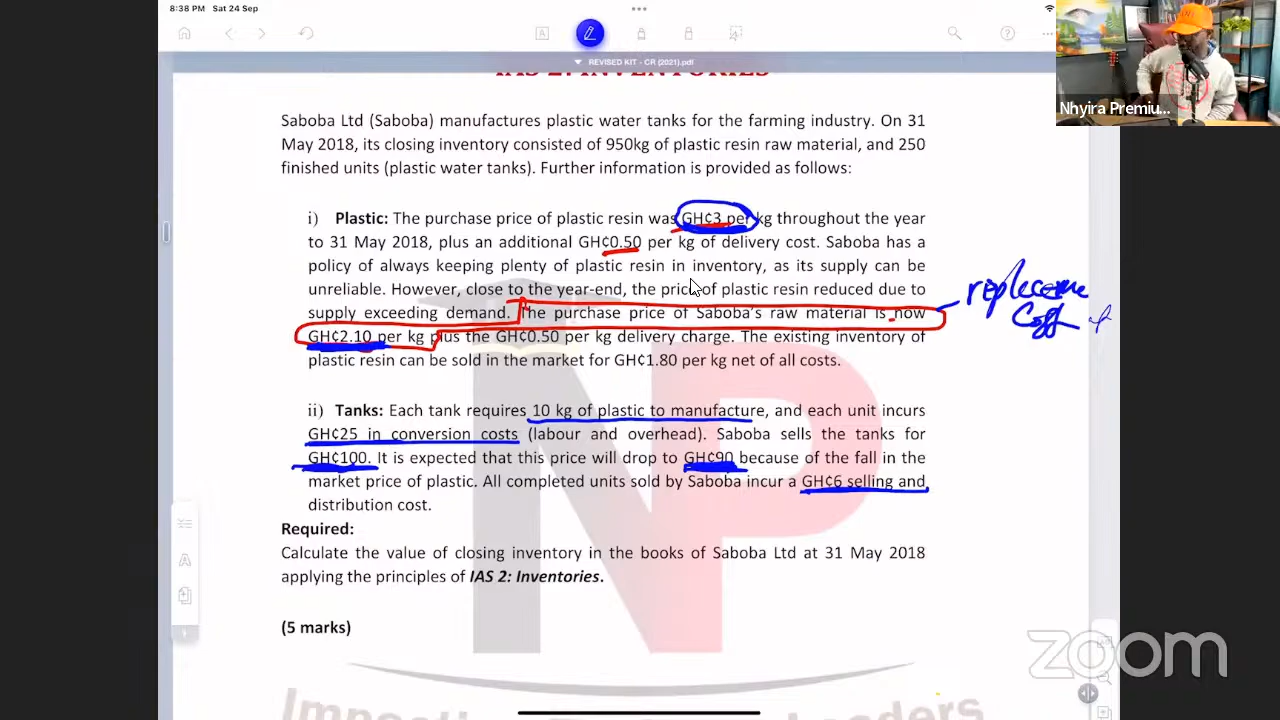 8:38 PM Sat 24 Sep
REVISED KIT - CR (2021).pdf
IAS 2: INVENTORIES
Nhyira Premiu...
Saboba Ltd (Saboba) manufactures plastic water tanks for the farming industry. On 31
May 2018, its closing inventory consisted of 950kg of plastic resin raw material, and 250
finished units (plastic water tanks). Further information is provided as follows:
i) Plastic: The purchase price of plastic resin was GH¢3 per kg throughout the year
to 31 May 2018, plus an additional GH¢0.50 per kg of delivery cost. Saboba has a
policy of always keeping plenty of plastic resin in inventory, as its supply can be
unreliable. However, close to the year-end, the price of plastic resin reduced due to
supply exceeding demand. The purchase price of Saboba's raw material is now
GH¢2.10 per kg plus the GH¢0.50 per kg delivery charge. The existing inventory of
plastic resin can be sold in the market for GH¢1.80 per kg net of all costs.
ii) Tanks: Each tank requires 10 kg of plastic to manufacture, and each unit incurs
GH¢25 in conversion costs (labour and overhead). Saboba sells the tanks for
GH¢100. It is expected that this price will drop to GH¢90 because of the fall in the
market price of plastic. All completed units sold by Saboba incur a GH¢6 selling and
distribution cost.
Required:
Calculate the value of closing inventory in the books of Saboba Ltd at 31 May 2018
applying the principles of IAS 2: Inventories.
(5 marks)
NP
zoom